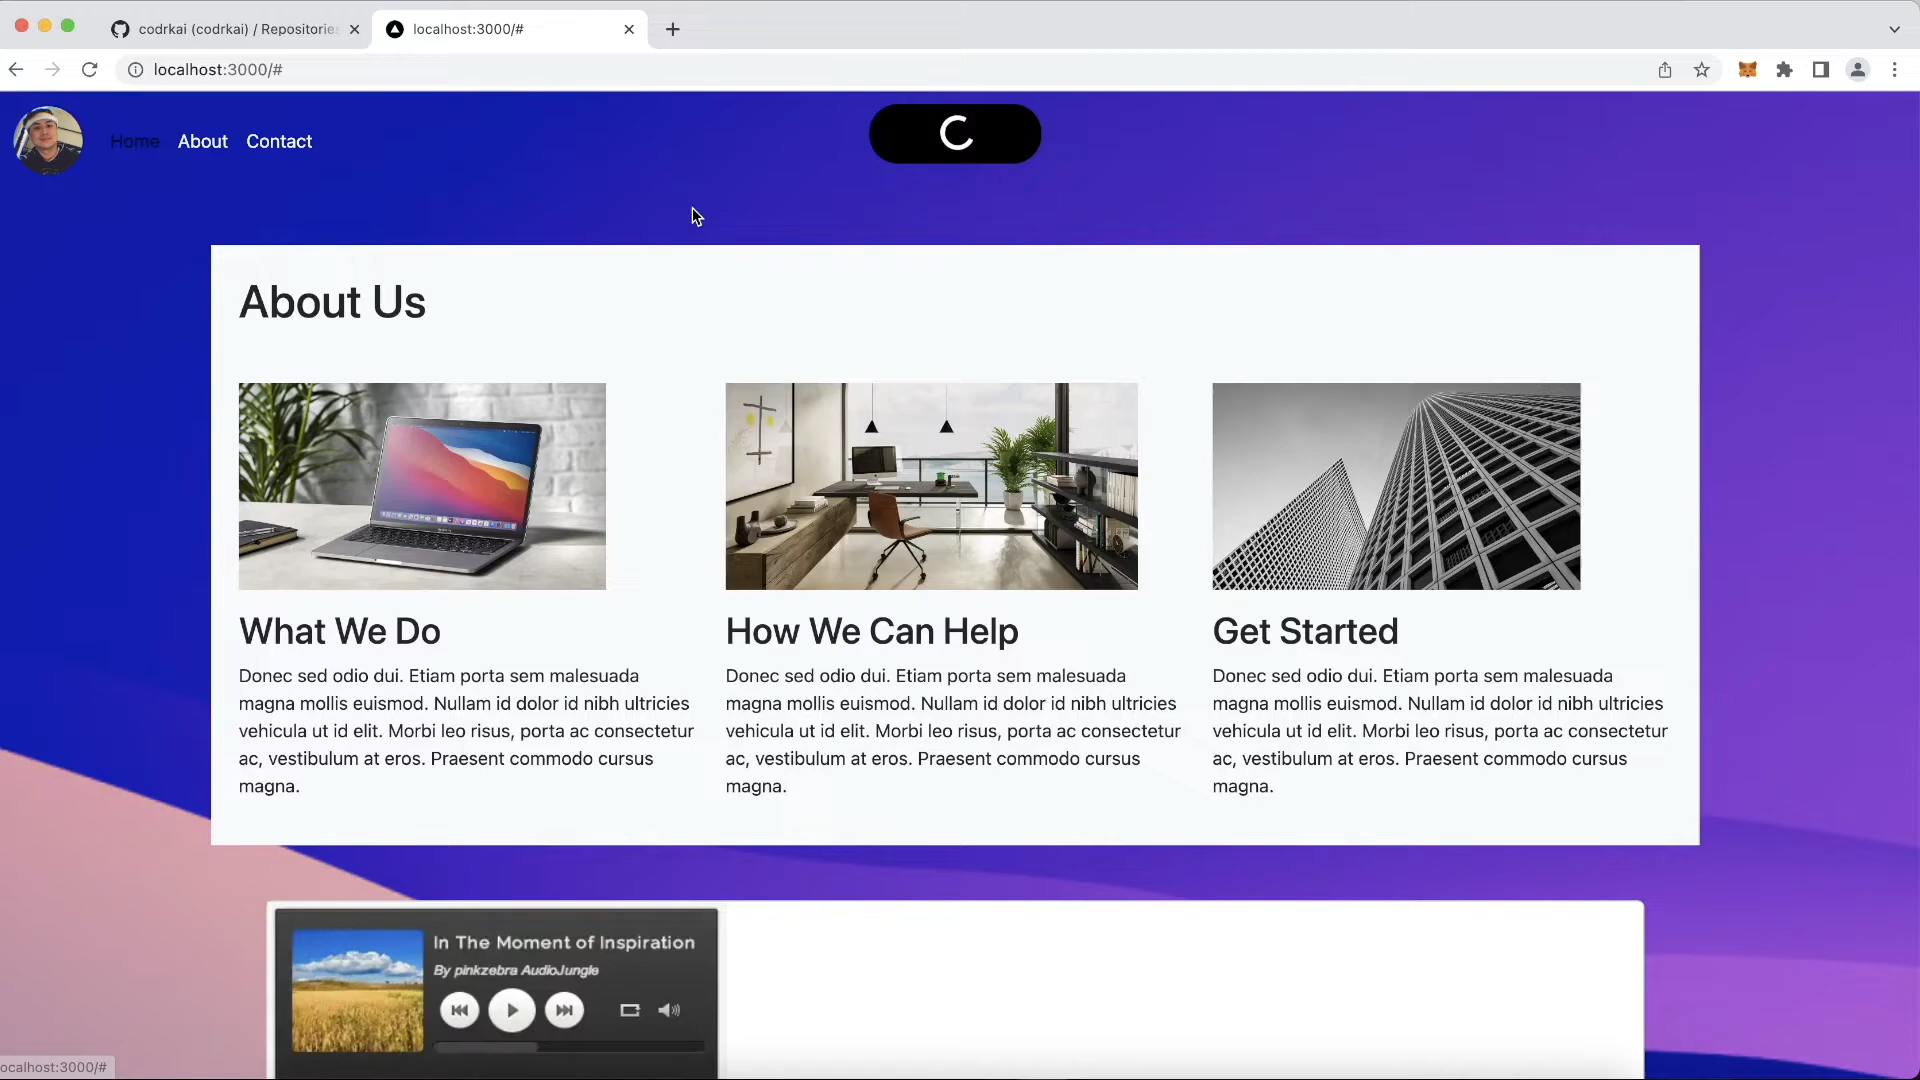 codrkai (codrkai) / Repositories
localhost:3000/#
localhost:3000/#
Home About Contact
About Us
What We Do
Donec sed odio dui. Etiam porta sem malesuada
magna mollis euismod. Nullam id dolor id nibh ultricies
vehicula ut id elit. Morbi leo risus, porta ac consectetur
ac, vestibulum at eros. Praesent commodo cursus
magna.
How We Can Help
Donec sed odio dui. Etiam porta sem malesuada
magna mollis euismod. Nullam id dolor id nibh ultricies
vehicula ut id elit. Morbi leo risus, porta ac consectetur
ac, vestibulum at eros. Praesent commodo cursus
magna.
Get Started
Donec sed odio dui. Etiam porta sem malesuada
magna mollis euismod. Nullam id dolor id nibh ultricies
vehicula ut id elit. Morbi leo risus, porta ac consectetur
ac, vestibulum at eros. Praesent commodo cursus
magna.
In The Moment of Inspiration
By pinkzebra AudioJungle
ocalhost:3000/#